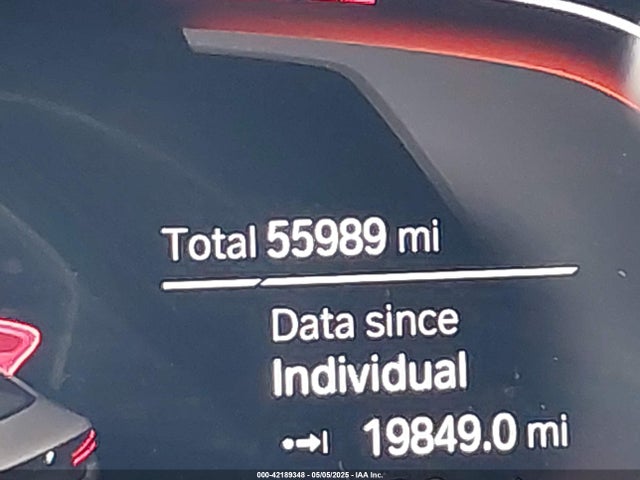 Total 55989 mi
Data since
Individual
19849.0 mi
000-42189348 - 05/05/2025 - IAA Inc.